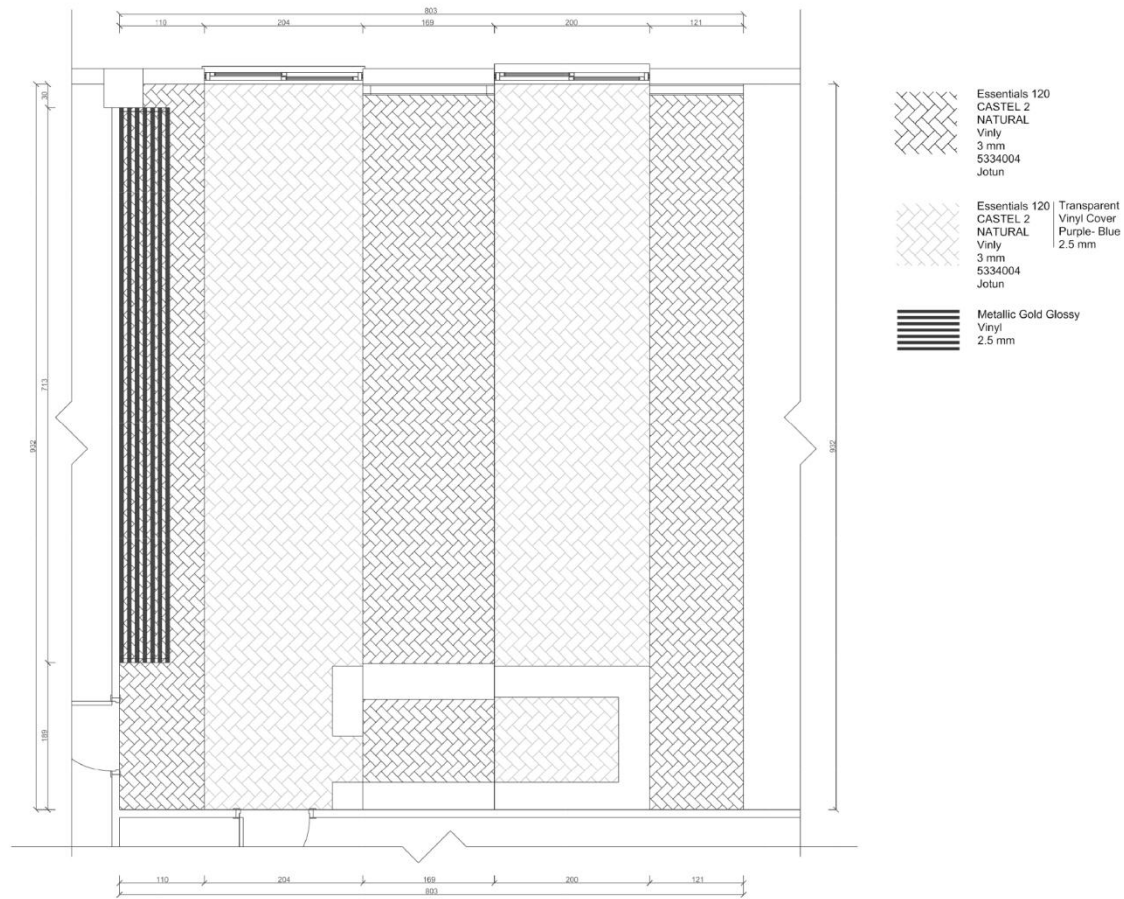 803
110 204 169 200 121
30
713
932
189
932
110 204 169 200 121
803
Essentials 120
CASTEL 2
NATURAL
Vinly
3 mm
5334004
Jotun
Essentials 120
CASTEL 2
NATURAL
Vinly
3 mm
5334004
Jotun
Transparent
Vinyl Cover
Purple- Blue
2.5 mm
Metallic Gold Glossy
Vinyl
2.5 mm